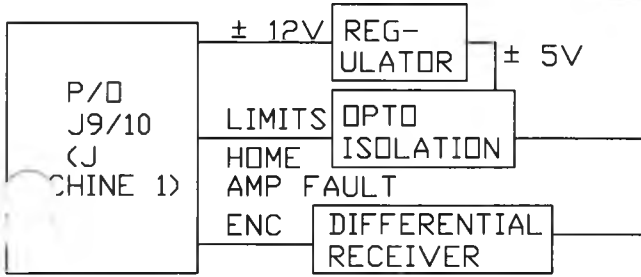 ± 12V
REG-
ULATOR
± 5V
P/O
J9/10
(J
CHINE 1)
LIMITS
HOME
AMP FAULT
OPTO
ISOLATION
ENC
DIFFERENTIAL
RECEIVER